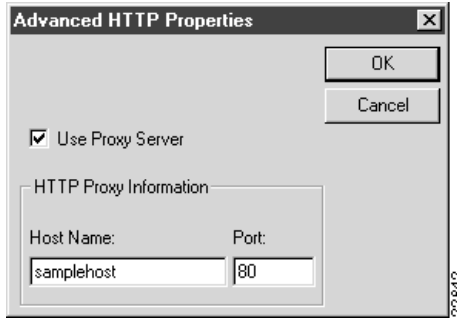 Advanced HTTP Properties
OK
Cancel
Use Proxy Server
HTTP Proxy Information
Host Name: Port:
samplehost 80